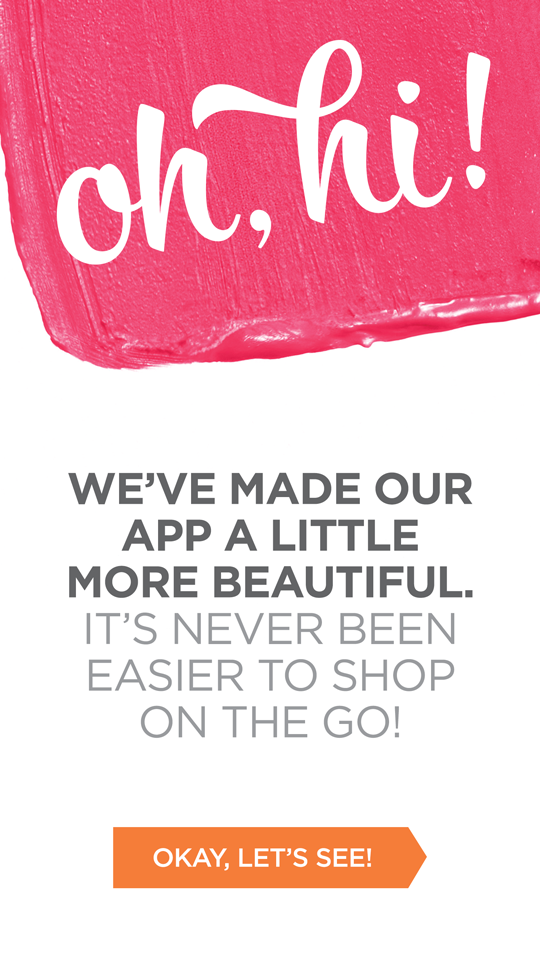 oh, hi!
WE’VE MADE OUR
APP A LITTLE
MORE BEAUTIFUL.
IT’S NEVER BEEN
EASIER TO SHOP
ON THE GO!
OKAY, LET’S SEE!